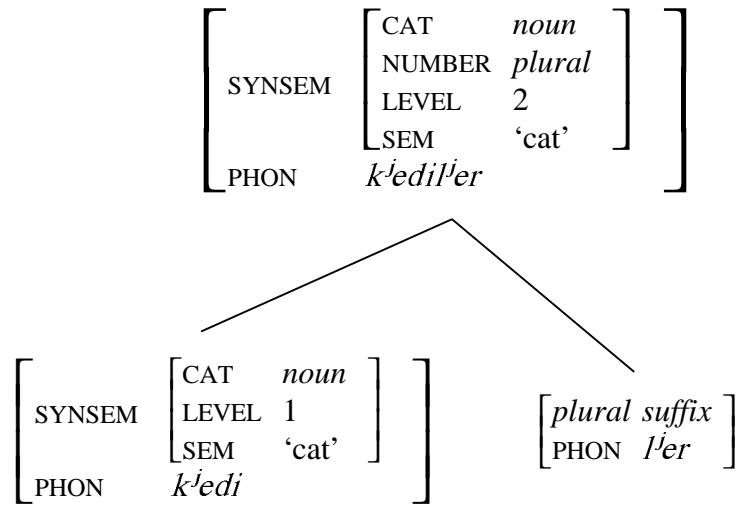 CAT noun
NUMBER plural
SYNSEM
LEVEL 2
SEM ‘cat’
PHON kʲedilʲer
CAT noun
SYNSEM LEVEL 1
SEM ‘cat’
PHON kʲedi
plural suffix
PHON lʲer